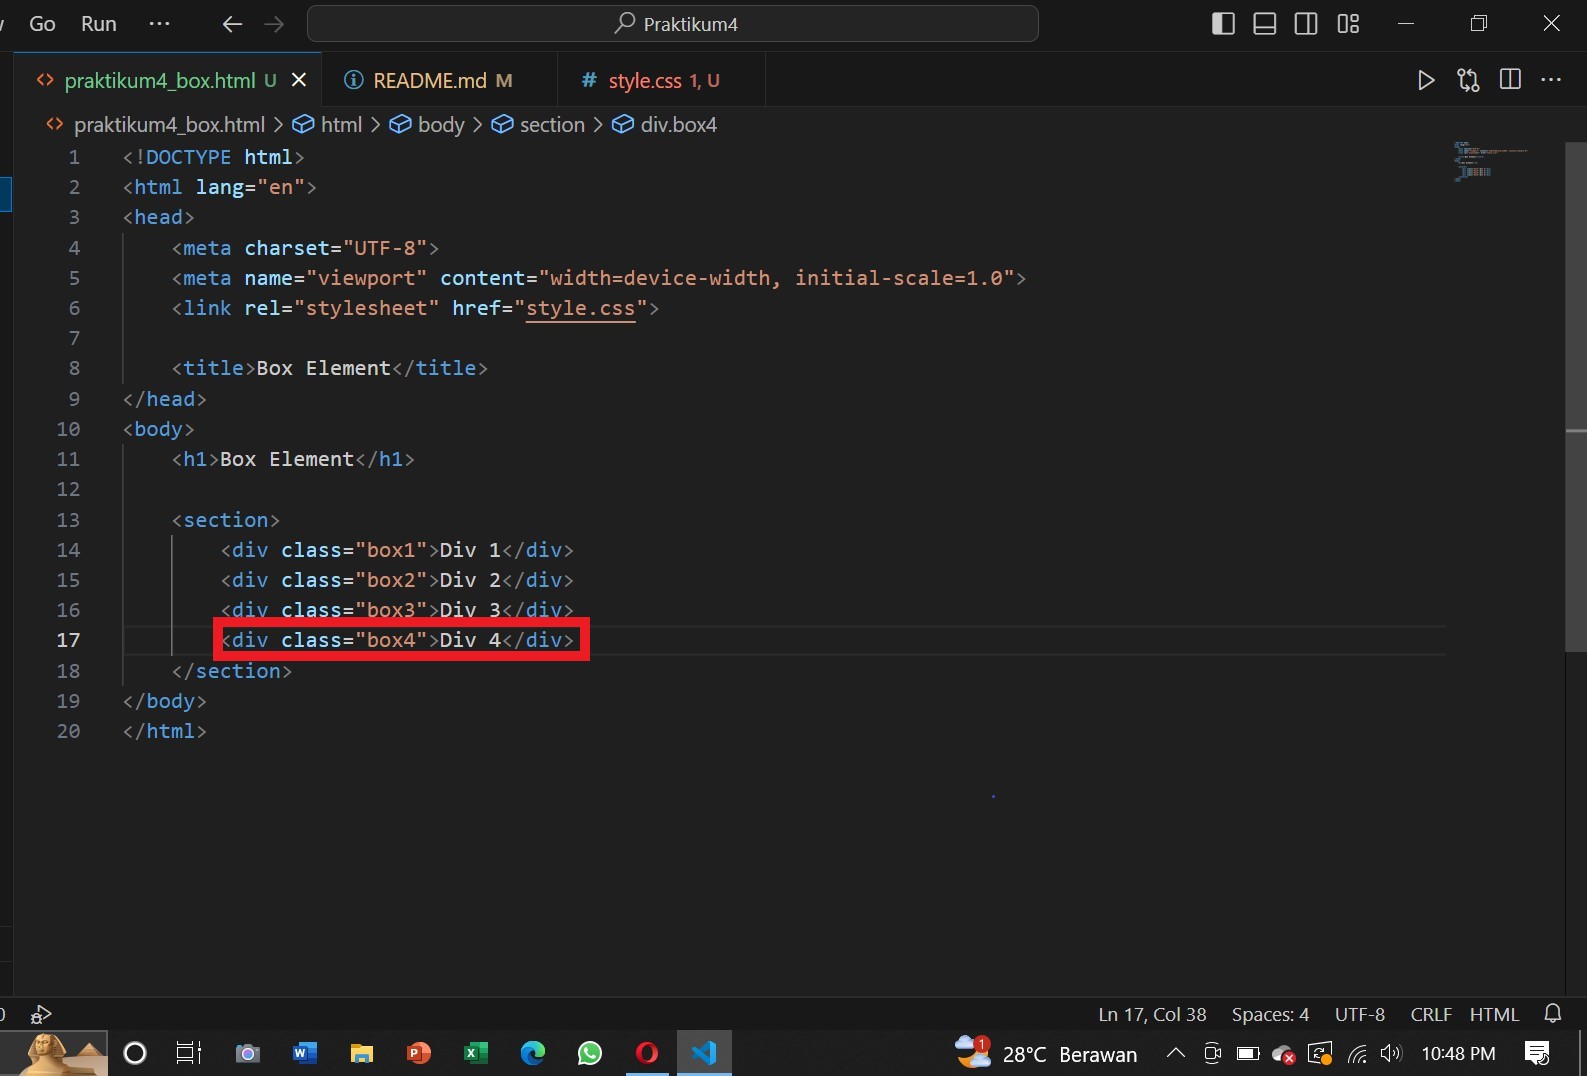 Go Run ··· Praktikum4
praktikum4_box.html U README.md M style.css 1, U
praktikum4_box.html > html > body > section > div.box4
1 <!DOCTYPE html>
2 <html lang="en">
3 <head>
4 <meta charset="UTF-8">
5 <meta name="viewport" content="width=device-width, initial-scale=1.0">
6 <link rel="stylesheet" href="style.css">
7
8 <title>Box Element</title>
9 </head>
10 <body>
11 <h1>Box Element</h1>
12
13 <section>
14 <div class="box1">Div 1</div>
15 <div class="box2">Div 2</div>
16 <div class="box3">Div 3</div>
17 <div class="box4">Div 4</div>
18 </section>
19 </body>
20 </html>
Ln 17, Col 38 Spaces: 4 UTF-8 CRLF HTML
1 28°C Berawan 10:48 PM